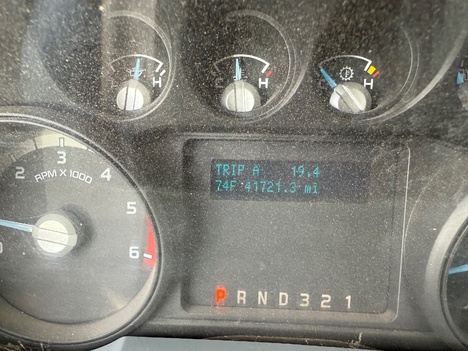 H H H
3
2 4
RPM X 1000
5
6
TRIP A 19.4
74F 41721.3 mi
P R N D 3 2 1